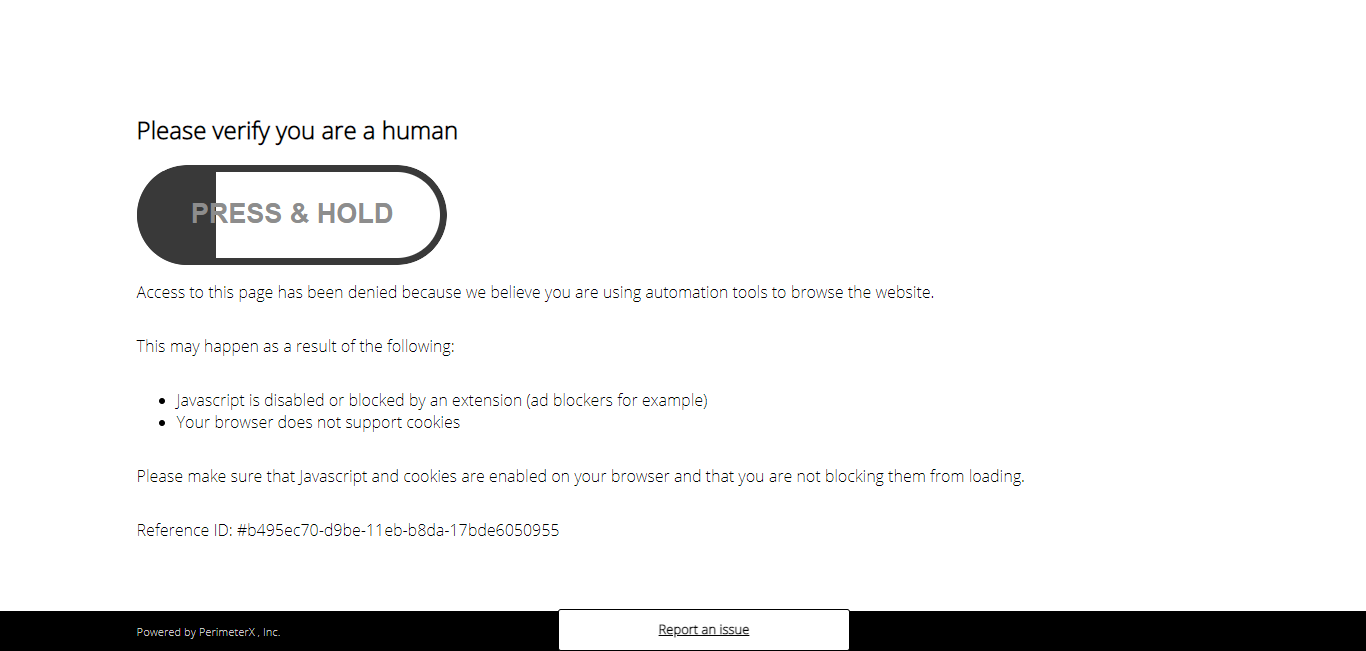 Please verify you are a human
PRESS & HOLD
Access to this page has been denied because we believe you are using automation tools to browse the website.
This may happen as a result of the following:
Javascript is disabled or blocked by an extension (ad blockers for example)
Your browser does not support cookies
Please make sure that Javascript and cookies are enabled on your browser and that you are not blocking them from loading.
Reference ID: #b495ec70-d9be-11eb-b8da-17bde6050955
Powered by PerimeterX , Inc.
Report an issue